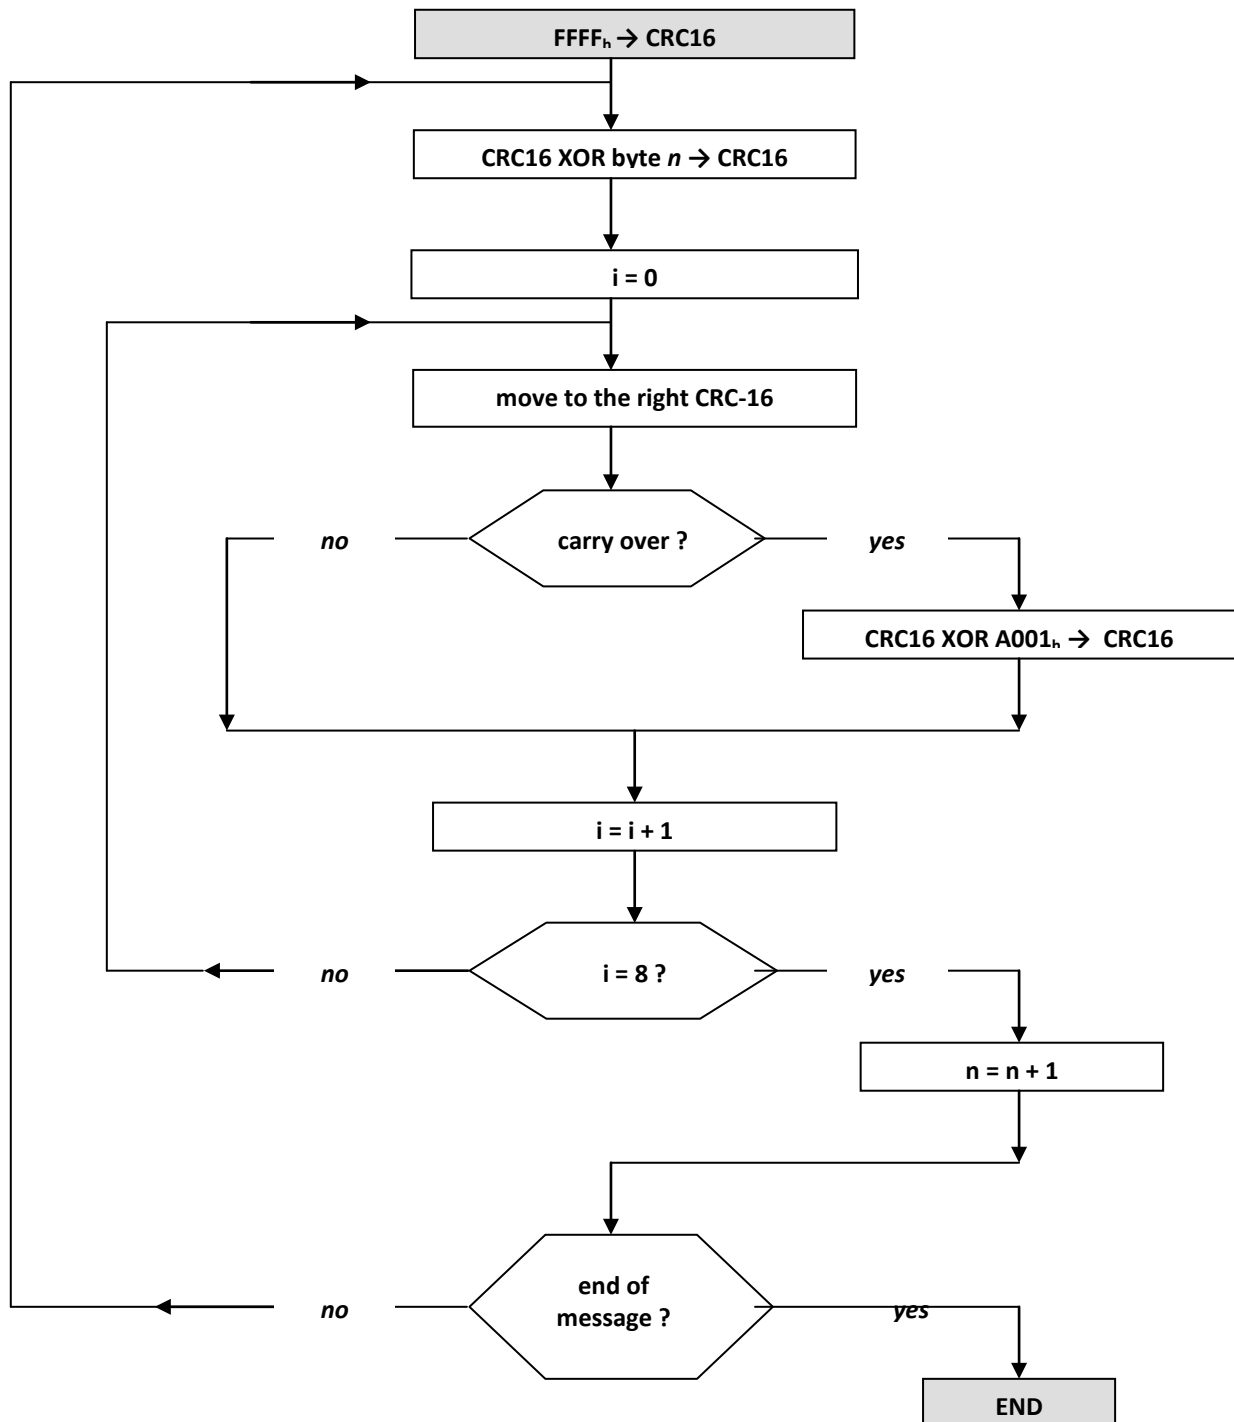 FFFFₕ → CRC16
CRC16 XOR byte n → CRC16
i = 0
move to the right CRC-16
no
carry over ?
yes
CRC16 XOR A001ₕ → CRC16
i = i + 1
no
i = 8 ?
yes
n = n + 1
end of
message ?
no
yes
END